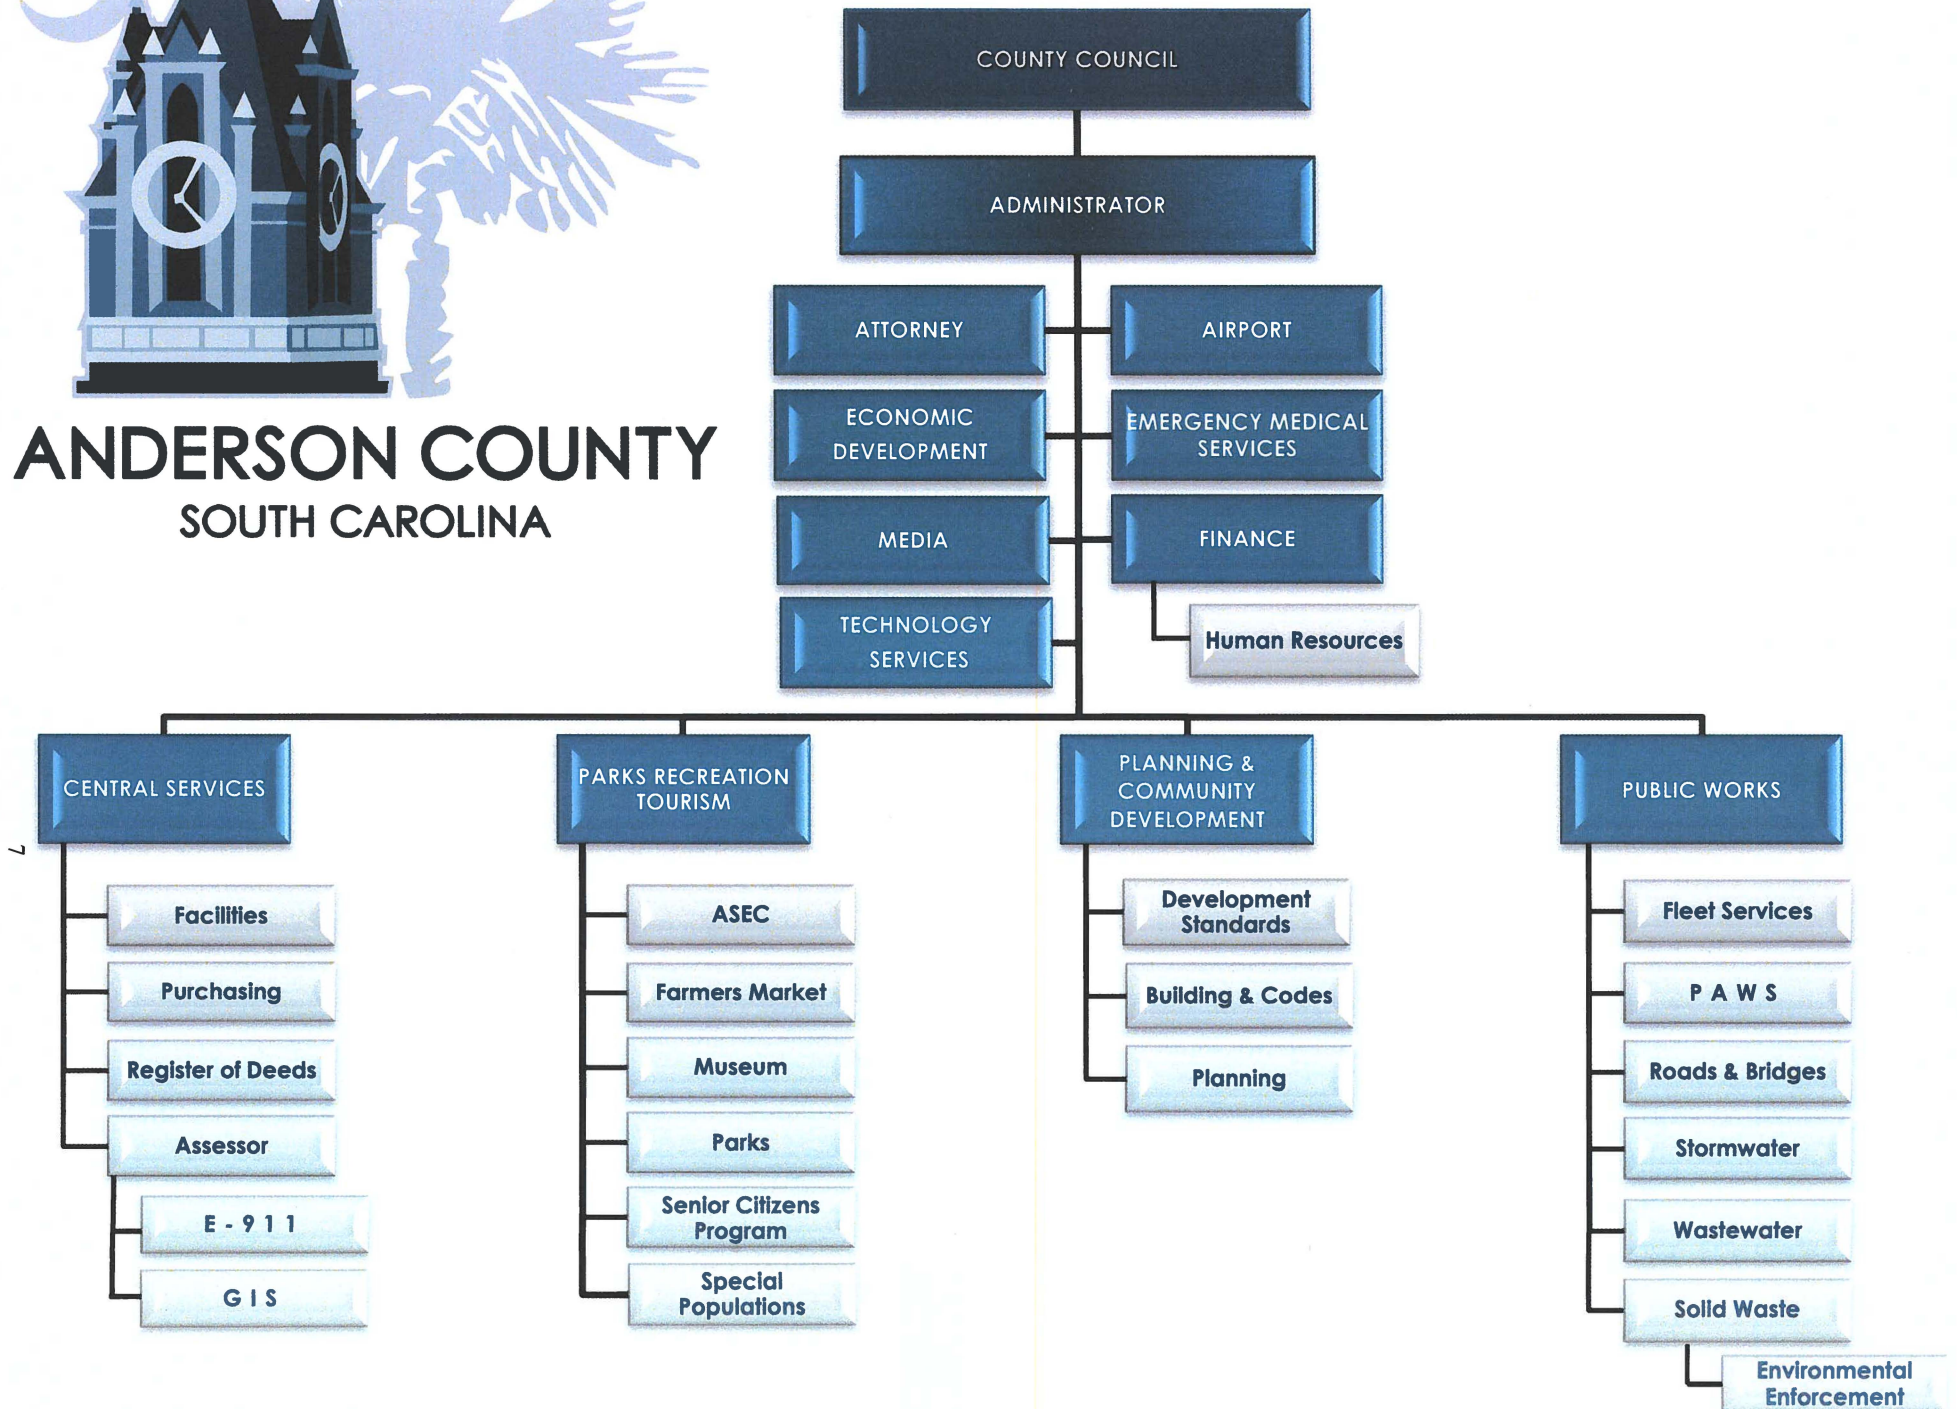 COUNTY COUNCIL
ADMINISTRATOR
ATTORNEY
AIRPORT
ECONOMIC
DEVELOPMENT
EMERGENCY MEDICAL
SERVICES
MEDIA
FINANCE
TECHNOLOGY
SERVICES
Human Resources
ANDERSON COUNTY
SOUTH CAROLINA
CENTRAL SERVICES
Facilities
Purchasing
Register of Deeds
Assessor
E - 9 1 1
G I S
PARKS RECREATION
TOURISM
ASEC
Farmers Market
Museum
Parks
Senior Citizens
Program
Special
Populations
PLANNING &
COMMUNITY
DEVELOPMENT
Development
Standards
Building & Codes
Planning
PUBLIC WORKS
Fleet Services
P A W S
Roads & Bridges
Stormwater
Wastewater
Solid Waste
Environmental
Enforcement
7